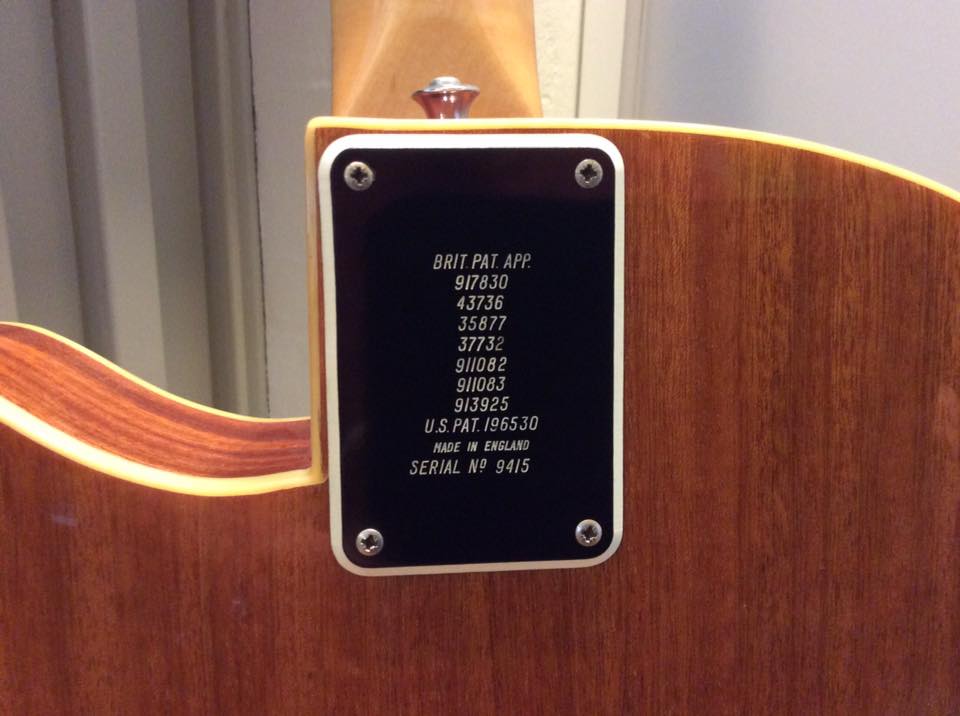 BRIT. PAT. APP.
917830
43736
35877
37732
911082
911083
913925
U.S. PAT. 196530
MADE IN ENGLAND
SERIAL Nº 9415